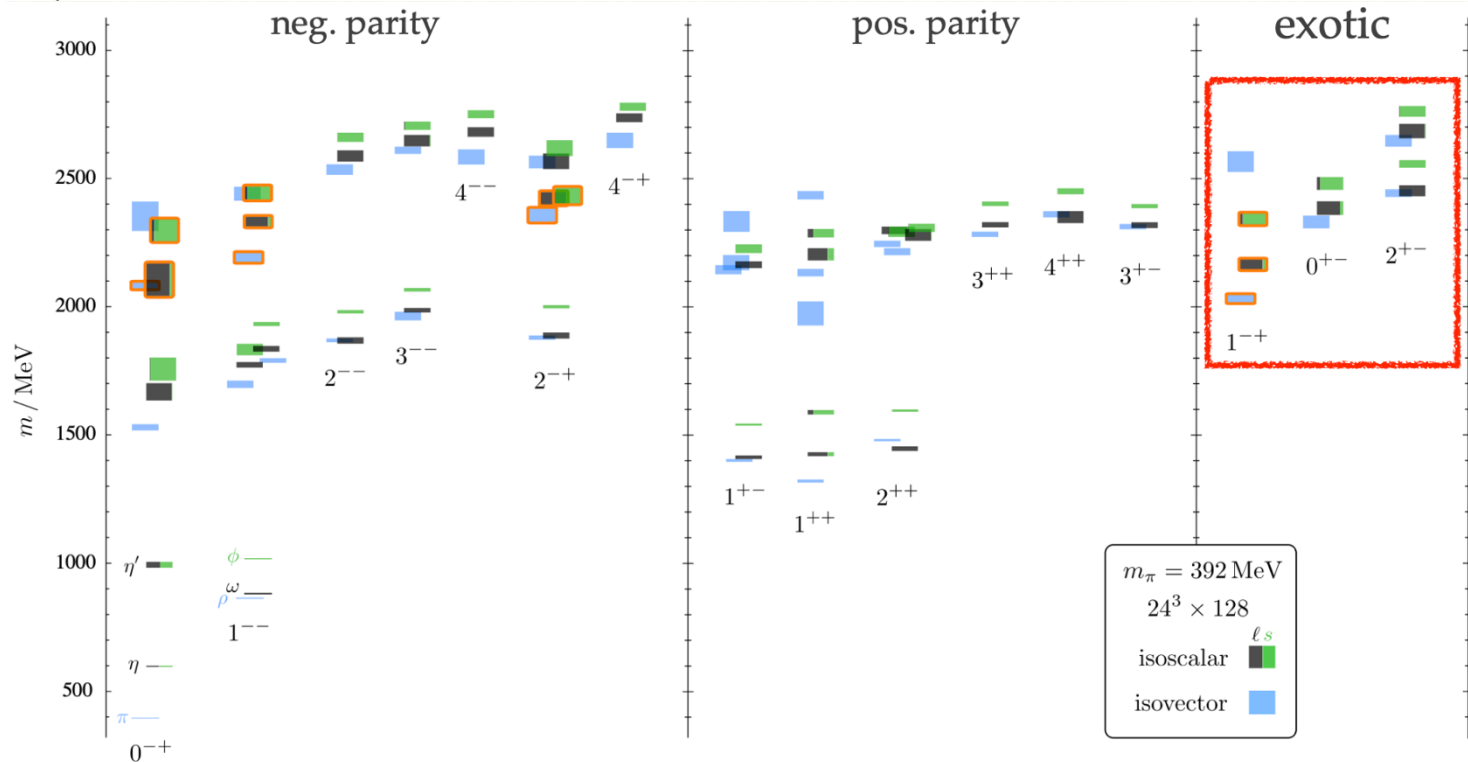 neg. parity
pos. parity
exotic
m / MeV
3000
2500
2000
1500
1000
500
4⁻⁻
4⁻⁺
3⁻⁻
2⁻⁻
2⁻⁺
η′
ϕ
ω
ρ
1⁻⁻
η
π
0⁻⁺
3⁺⁺
4⁺⁺
3⁺⁻
1⁺⁻
1⁺⁺
2⁺⁺
2⁺⁻
0⁺⁻
1⁻⁺
m_π = 392 MeV
24³ × 128
ℓ s
isoscalar
isovector